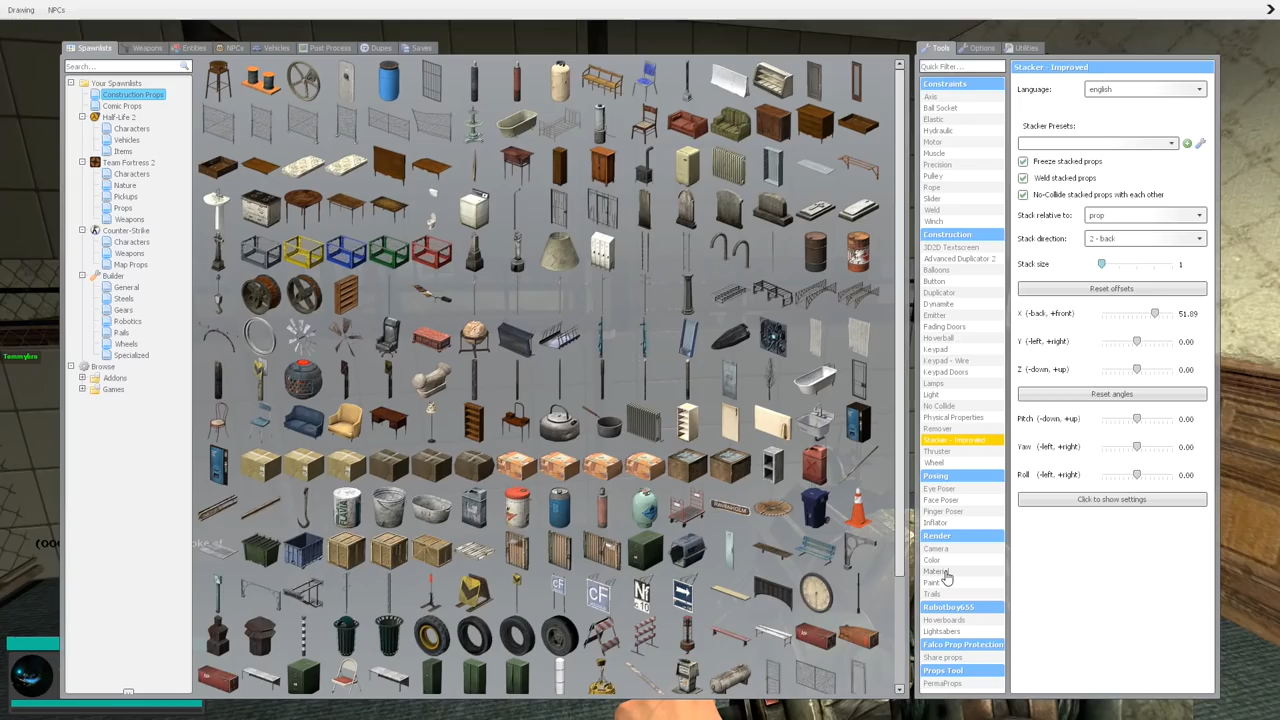 Drawing NPCs
Spawnlists Weapons Entities NPCs Vehicles Post Process Dupes Saves
Search...
Your Spawnlists
Construction Props
Comic Props
Half-Life 2
Characters
Vehicles
Items
Team Fortress 2
Characters
Nature
Pickups
Props
Weapons
Counter-Strike
Characters
Weapons
Map Props
Builder
General
Steels
Gears
Robotics
Rails
Wheels
Specialized
Browse
Addons
Games
RAVENHOLM
CF
CF
Nf
Tools Options Utilities
Quick Filter...
Constraints
Axis
Ball Socket
Elastic
Hydraulic
Motor
Muscle
Precision
Pulley
Rope
Slider
Weld
Winch
Construction
3D2D Textscreen
Advanced Duplicator 2
Balloons
Button
Duplicator
Dynamite
Emitter
Fading Doors
Hoverball
Keypad
Keypad - Wire
Keypad Doors
Lamps
Light
No Collide
Physical Properties
Remover
Stacker - Improved
Thruster
Wheel
Posing
Eye Poser
Face Poser
Finger Poser
Inflator
Render
Camera
Color
Material
Paint
Trails
Robotboy655
Hoverboards
Lightsabers
Falco Prop Protection
Share props
Props Tool
PermaProps
Stacker - Improved
Language: english
Stacker Presets:
Freeze stacked props
Weld stacked props
No-Collide stacked props with each other
Stack relative to: prop
Stack direction: 2 - back
Stack size 1
Reset offsets
X (-back, +front) 51.89
Y (-left, +right) 0.00
Z (-down, +up) 0.00
Reset angles
Pitch (-down, +up) 0.00
Yaw (-left, +right) 0.00
Roll (-left, +right) 0.00
Click to show settings